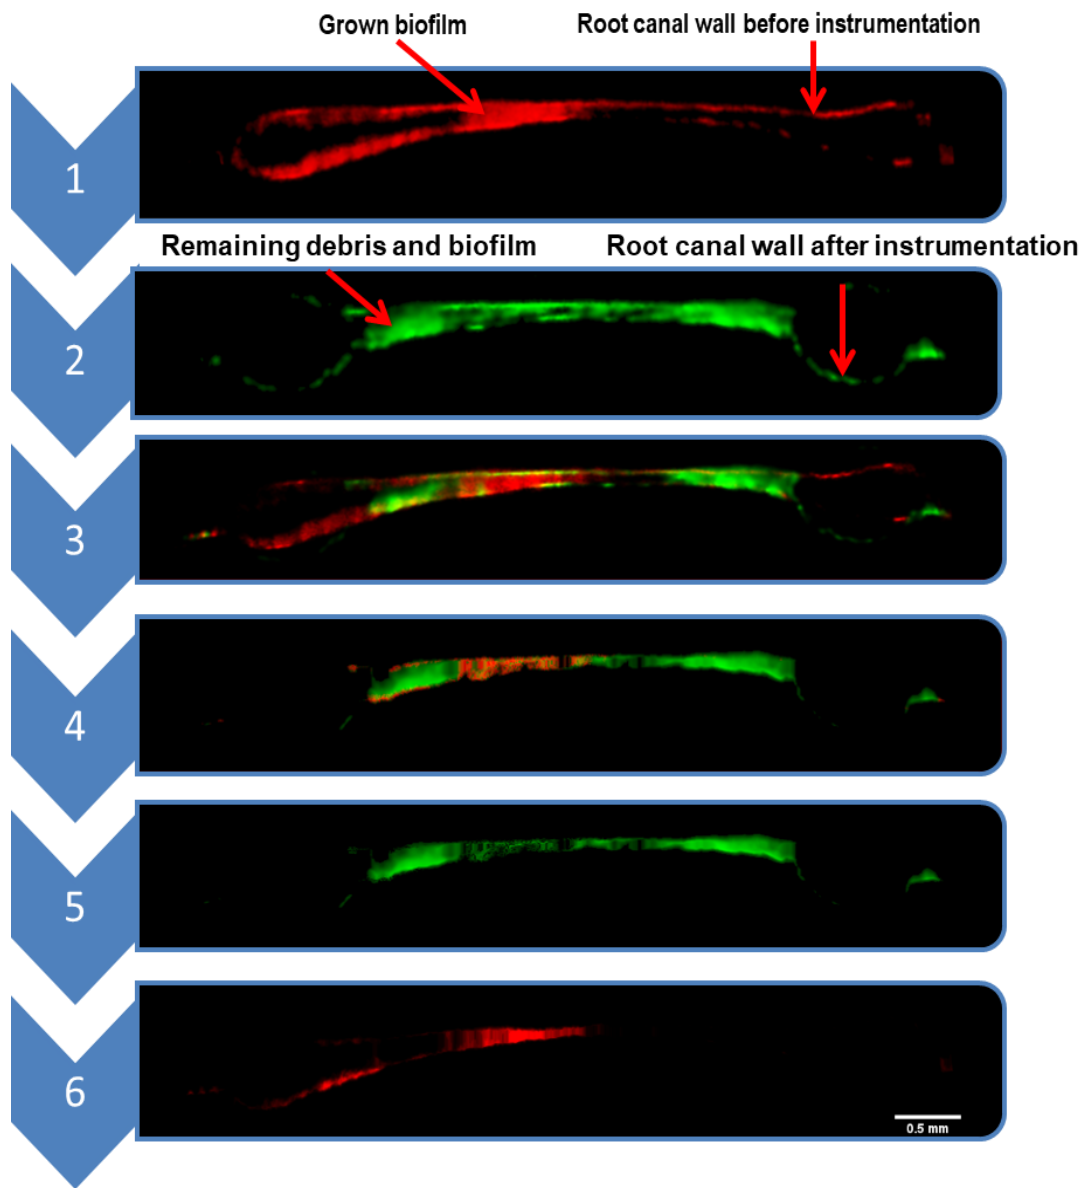 Grown biofilm
Root canal wall before instrumentation
1
Remaining debris and biofilm
Root canal wall after instrumentation
2
3
4
5
6
0.5 mm